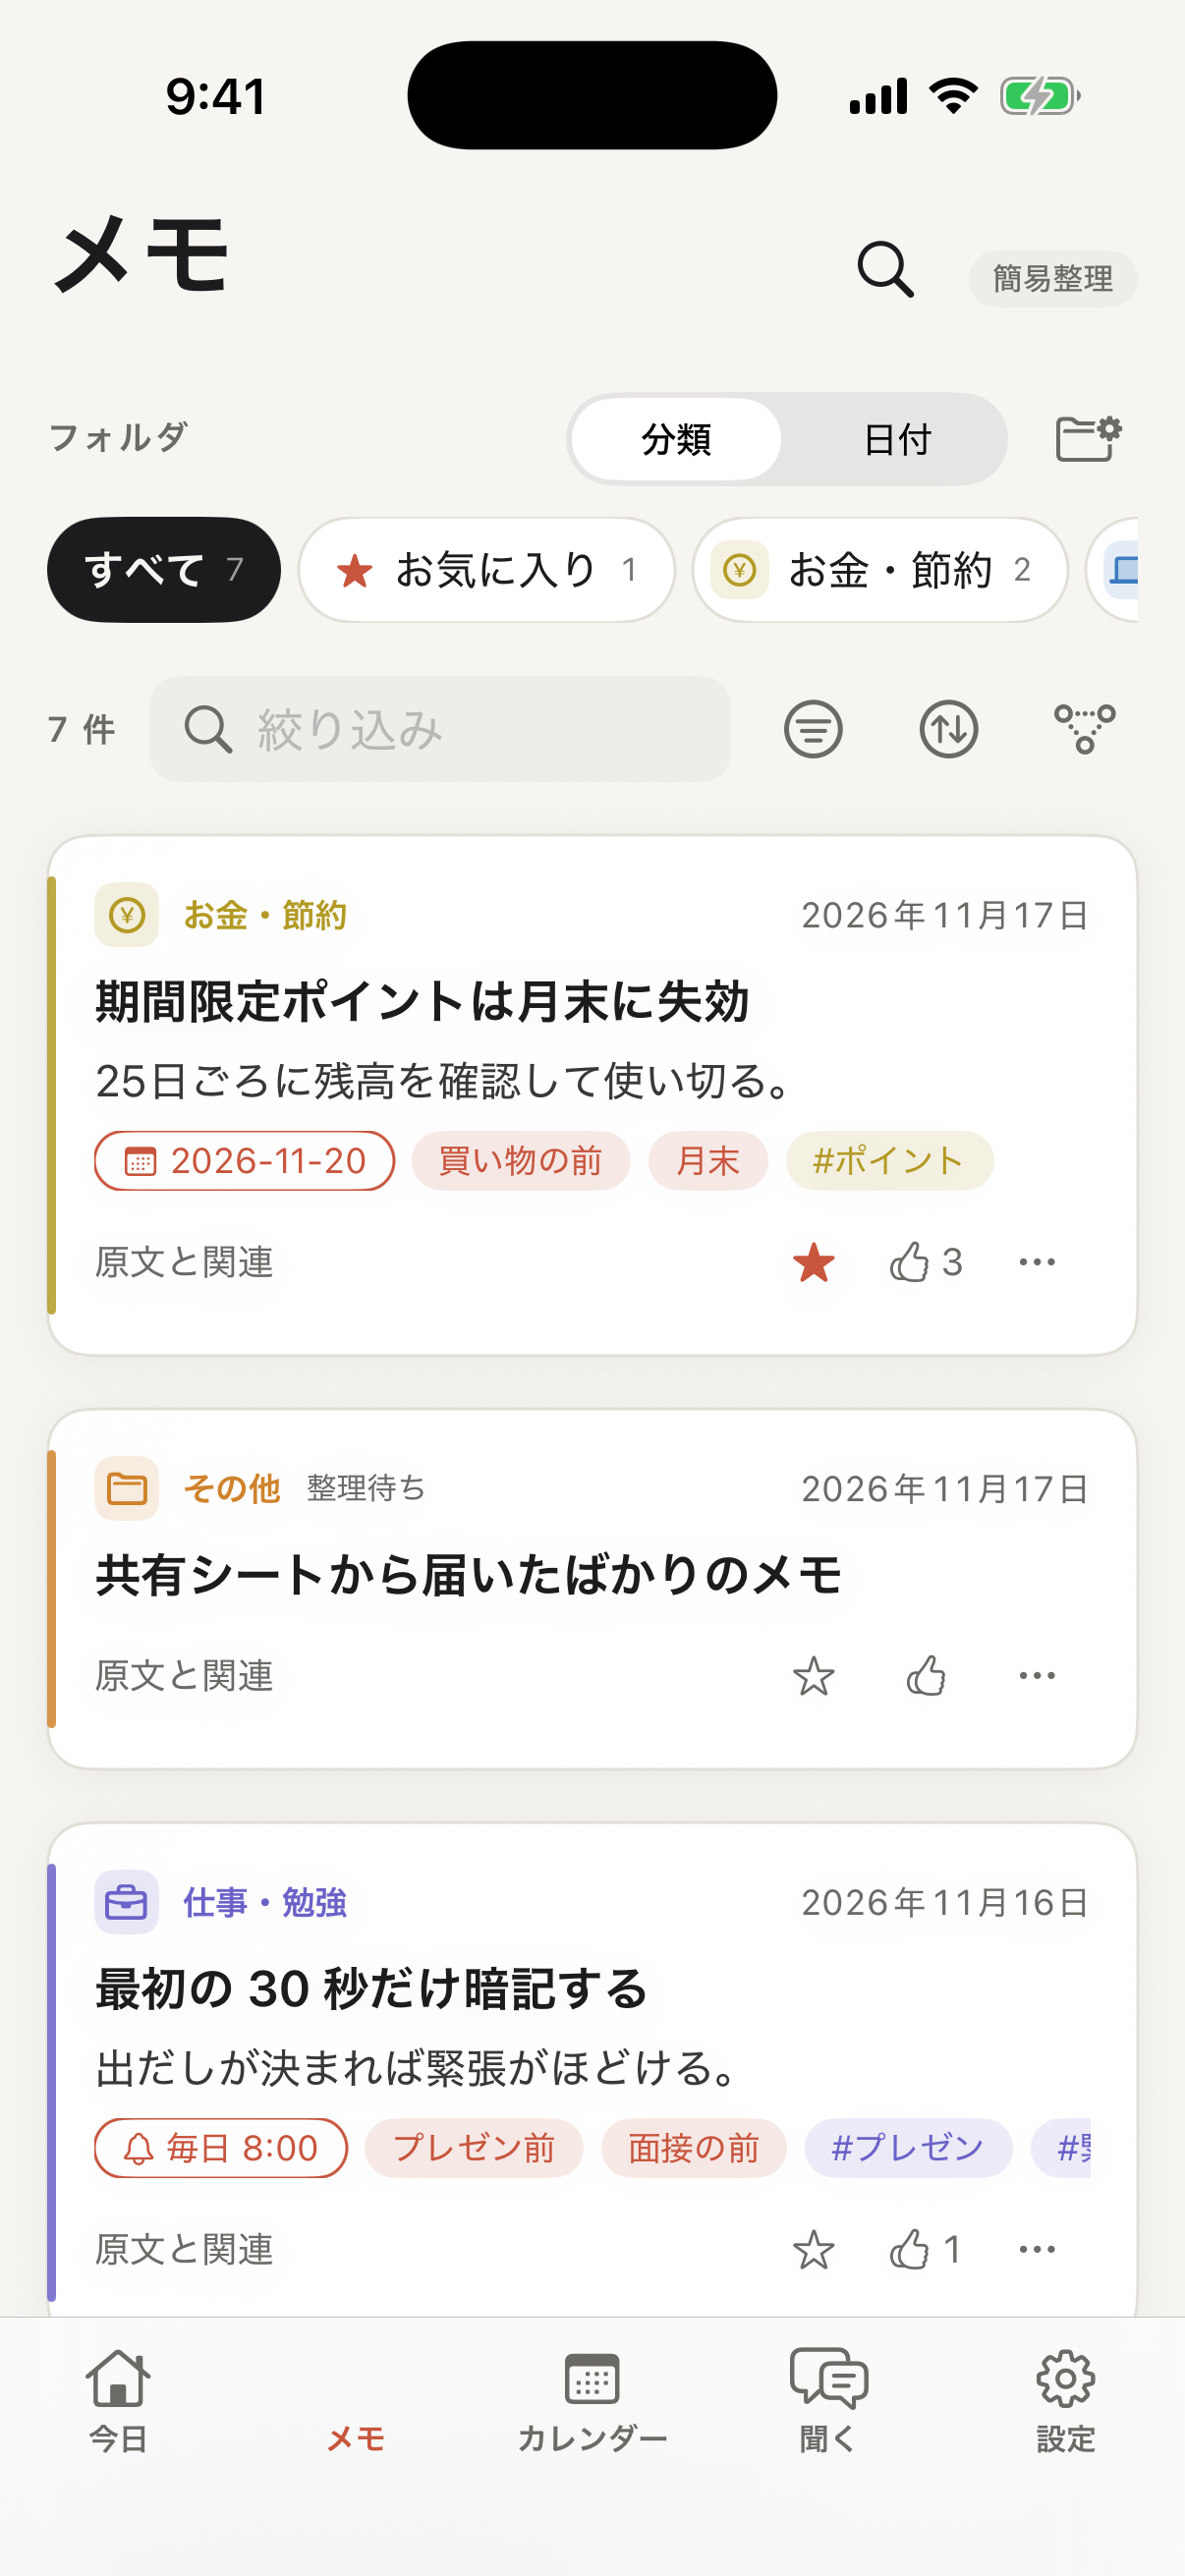 9:41
メモ
簡易整理
フォルダ
分類 日付
すべて 7 お気に入り 1 お金・節約 2
7 件 絞り込み
お金・節約 2026年11月17日
期間限定ポイントは月末に失効
25日ごろに残高を確認して使い切る。
2026-11-20 買い物の前 月末 #ポイント
原文と関連 3
その他 整理待ち 2026年11月17日
共有シートから届いたばかりのメモ
原文と関連
仕事・勉強 2026年11月16日
最初の 30 秒だけ暗記する
出だしが決まれば緊張がほどける。
毎日 8:00 プレゼン前 面接の前 #プレゼン
原文と関連 1
今日 メモ カレンダー 聞く 設定